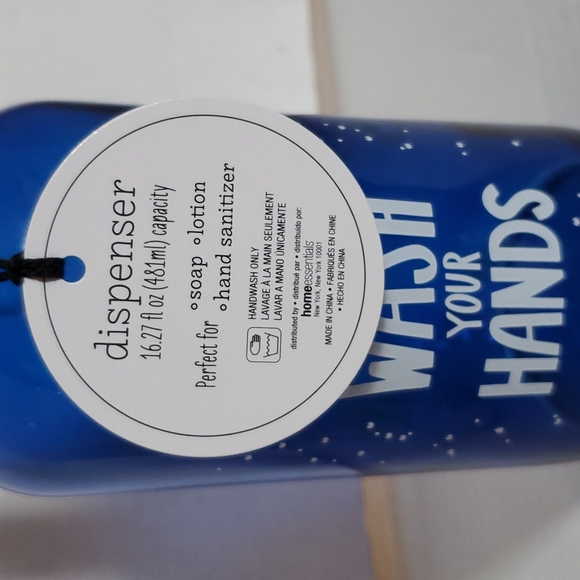 dispenser
16.27 fl oz (481ml) capacity
Perfect for
°soap °lotion
°hand sanitizer
HANDWASH ONLY
LAVAGE À LA MAIN SEULEMENT
LAVAR A MANO ÚNICAMENTE
distributed by • distribué par • distribuido por:
homeessentials
New York, New York 10001
MADE IN CHINA • FABRIQUÉS EN CHINE
• HECHO EN CHINA
WASH
YOUR
HANDS